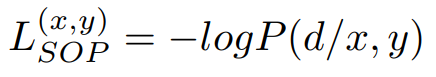 L_{SOP}^{(x,y)} = -logP(d/x, y)